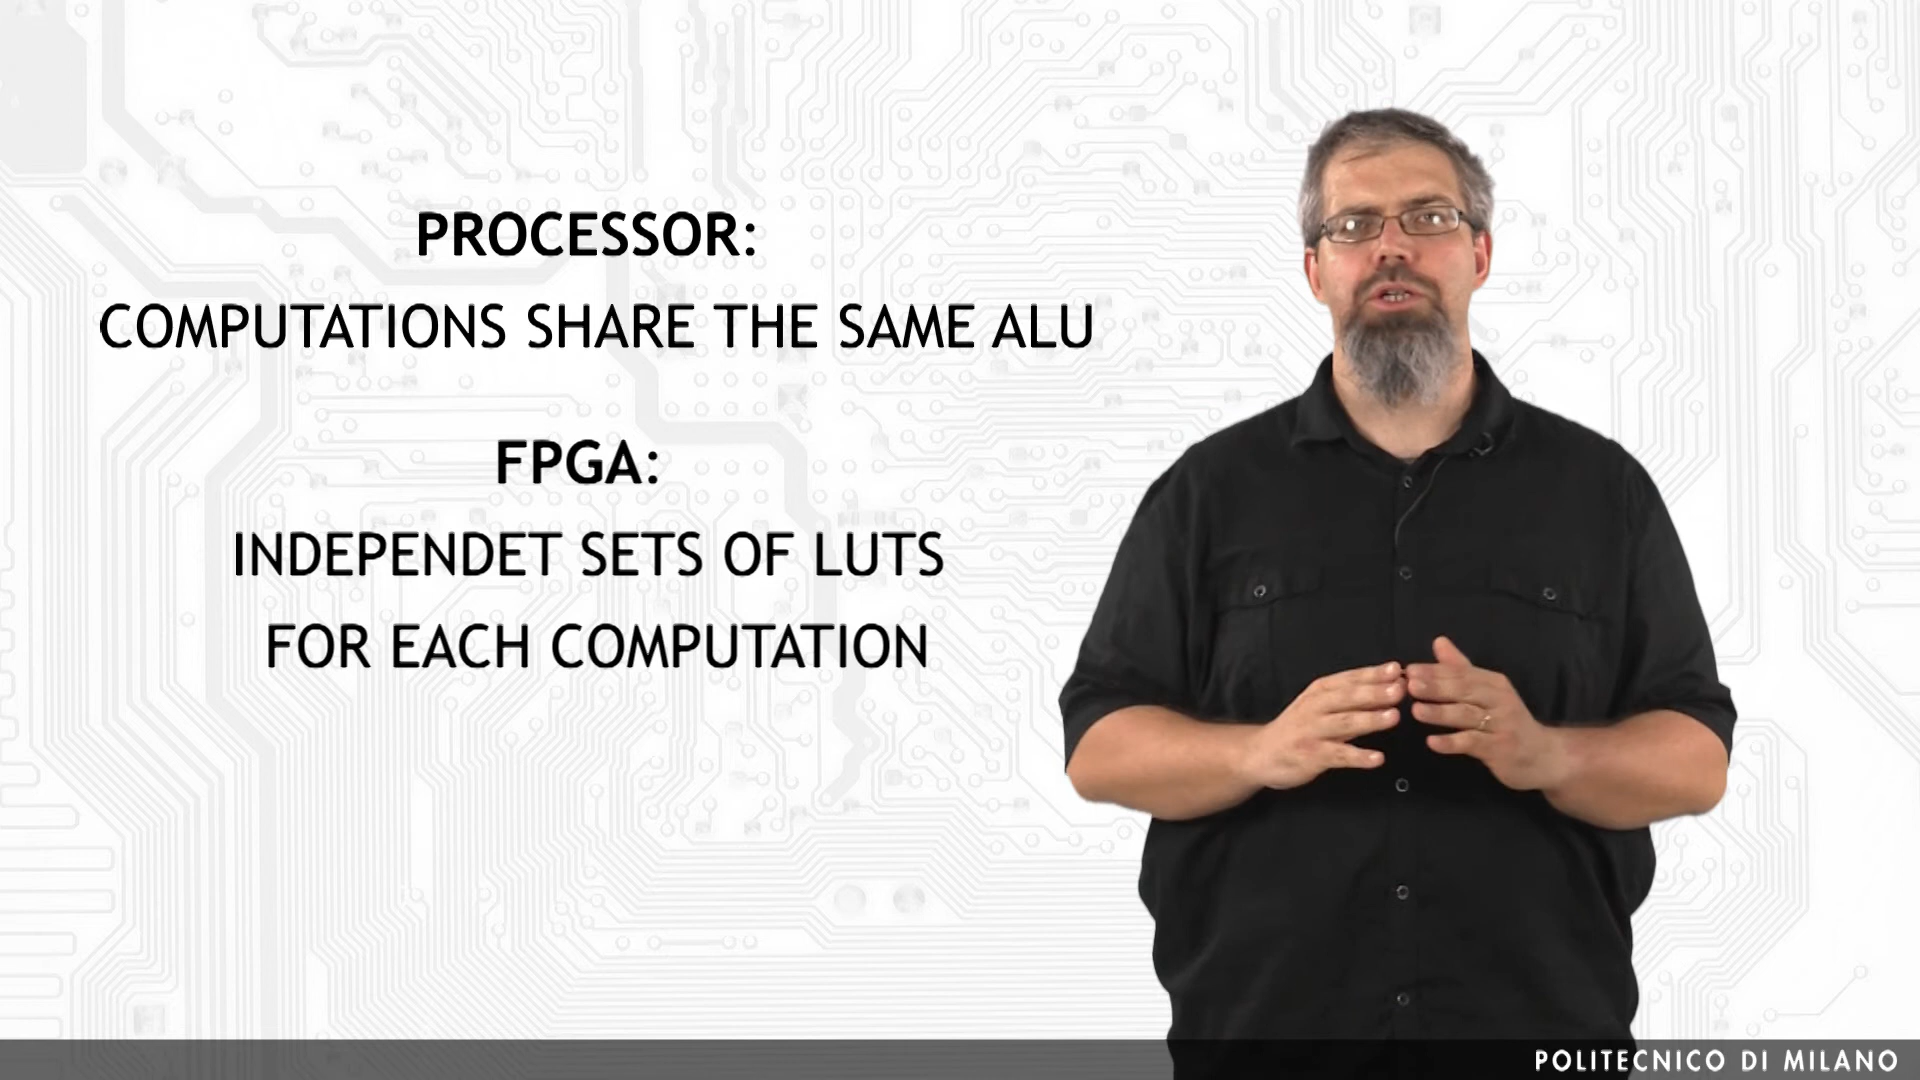 PROCESSOR:
COMPUTATIONS SHARE THE SAME ALU
FPGA:
INDEPENDET SETS OF LUTS
FOR EACH COMPUTATION
POLITECNICO DI MILANO